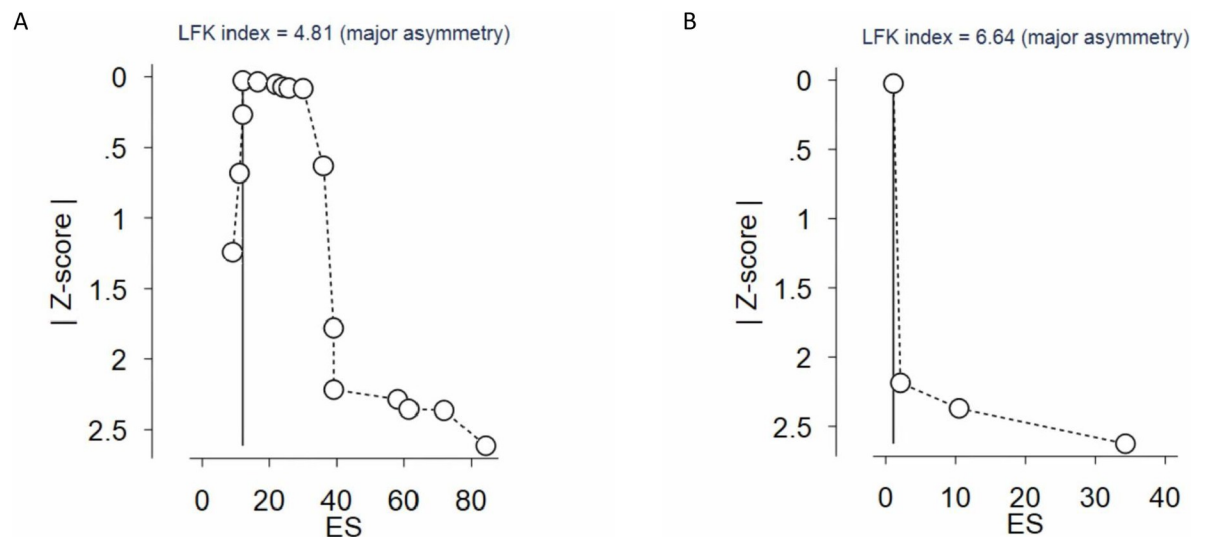 A
LFK index = 4.81 (major asymmetry)
0
.5
1
1.5
2
2.5
| Z-score |
0 20 40 60 80
ES
B
LFK index = 6.64 (major asymmetry)
0
.5
1
1.5
2
2.5
| Z-score |
0 10 20 30 40
ES